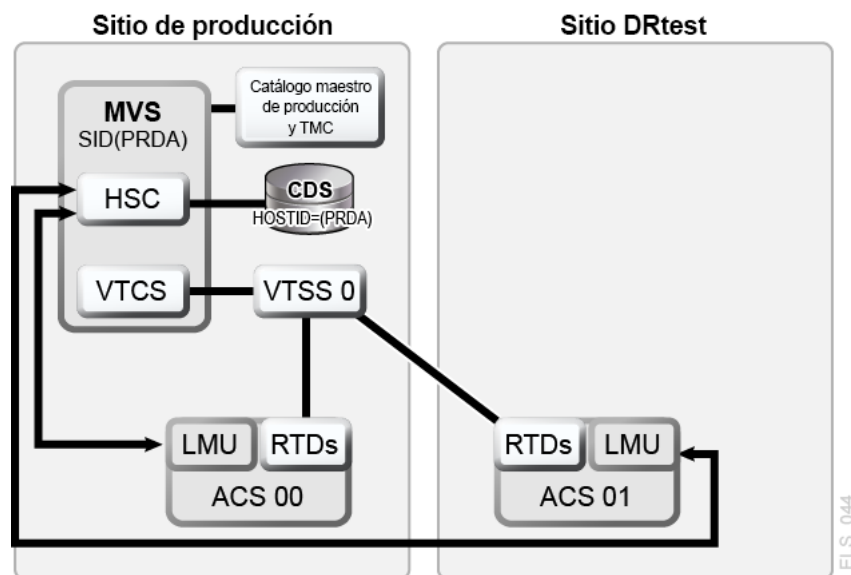 Sitio de producción
Sitio DRtest
MVS
SID(PRDA)
Catálogo maestro
de producción
y TMC
HSC
CDS
HOSTID=(PRDA)
VTCS
VTSS 0
LMU
RTDs
ACS 00
RTDs
LMU
ACS 01
ELS_044